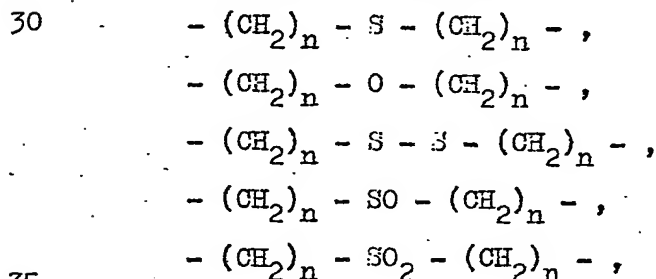 30 - (CH₂)ₙ - S - (CH₂)ₙ - ,
- (CH₂)ₙ - O - (CH₂)ₙ - ,
- (CH₂)ₙ - S - S - (CH₂)ₙ - ,
- (CH₂)ₙ - SO - (CH₂)ₙ - ,
35 - (CH₂)ₙ - SO₂ - (CH₂)ₙ - ,